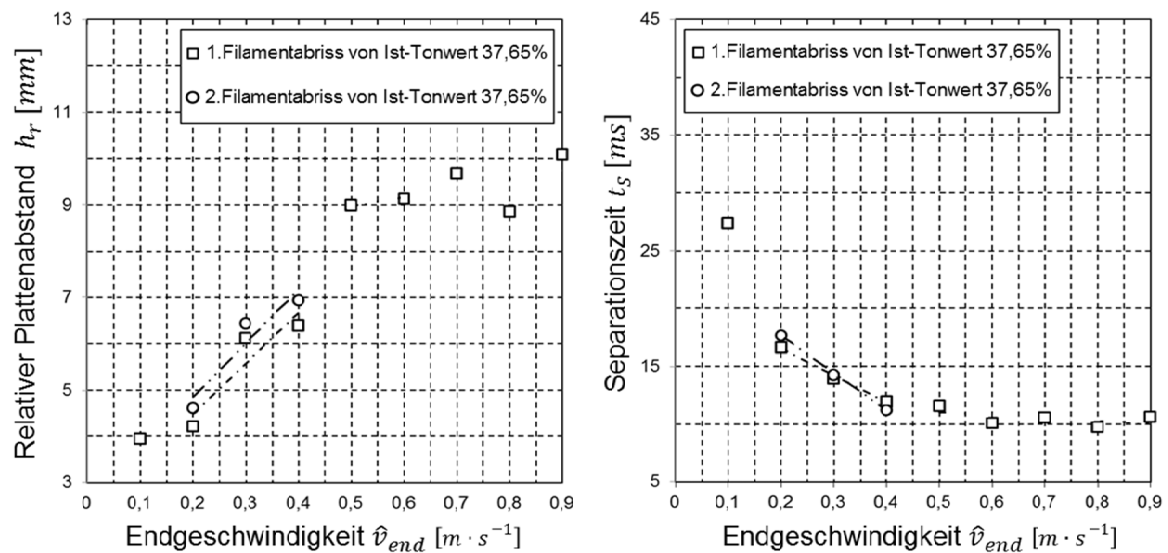 1.Filamentabriss von Ist-Tonwert 37,65%
2.Filamentabriss von Ist-Tonwert 37,65%
Relativer Plattenabstand h_r [mm]
13
11
9
7
5
3
0 0,1 0,2 0,3 0,4 0,5 0,6 0,7 0,8 0,9
Endgeschwindigkeit v̂_end [m · s⁻¹]
1.Filamentabriss von Ist-Tonwert 37,65%
2.Filamentabriss von Ist-Tonwert 37,65%
Separationszeit t_S [ms]
45
35
25
15
5
0 0,1 0,2 0,3 0,4 0,5 0,6 0,7 0,8 0,9
Endgeschwindigkeit v̂_end [m · s⁻¹]